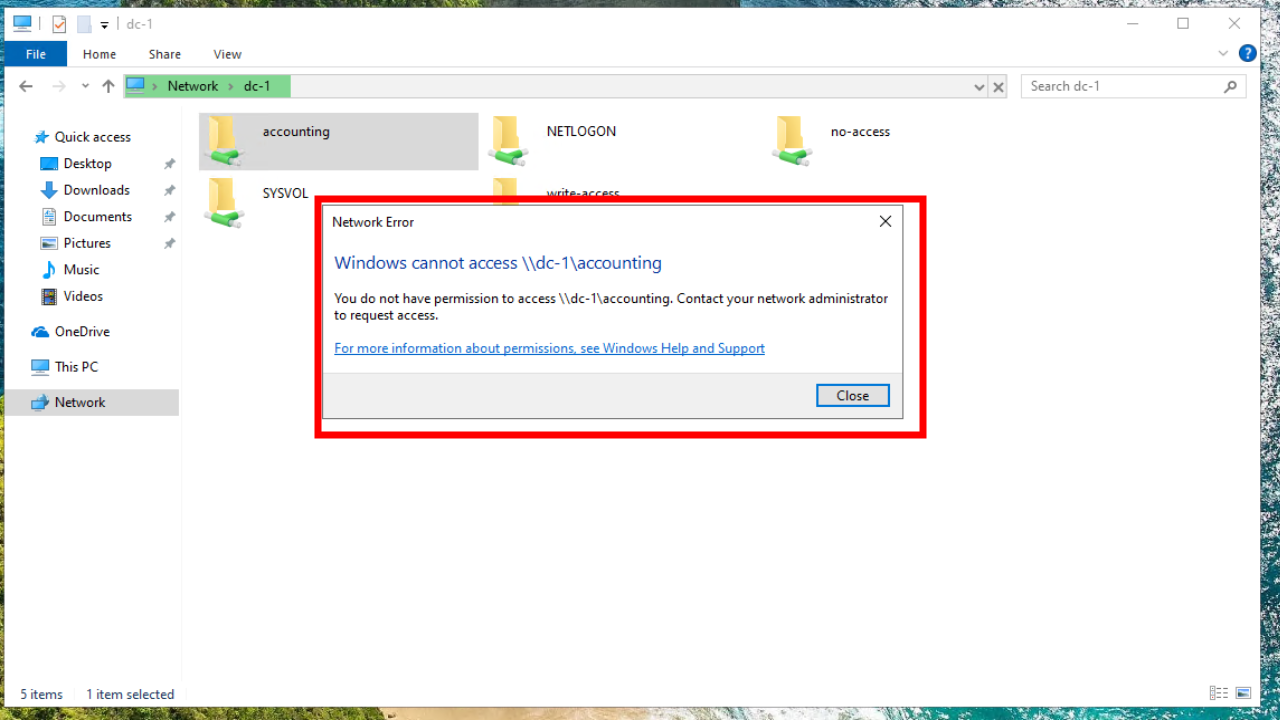 dc-1
File Home Share View
Network dc-1
Search dc-1
Quick access
Desktop
Downloads
Documents
Pictures
Music
Videos
OneDrive
This PC
Network
accounting
NETLOGON
no-access
SYSVOL
write-access
Network Error
Windows cannot access \\dc-1\accounting
You do not have permission to access \\dc-1\accounting. Contact your network administrator
to request access.
For more information about permissions, see Windows Help and Support
Close
5 items 1 item selected